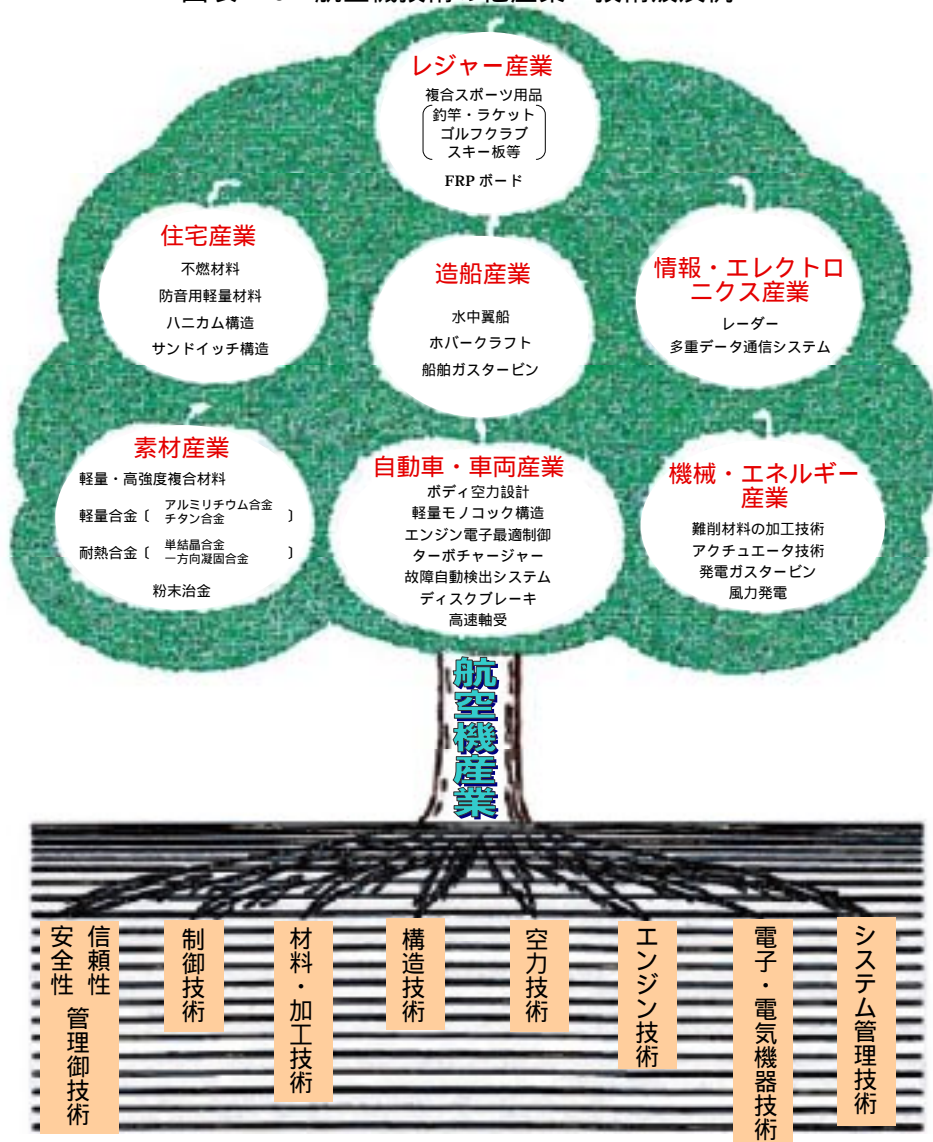 レジャー産業
複合スポーツ用品
釣竿・ラケット
ゴルフクラブ
スキー板等
FRP ボード
住宅産業
不燃材料
防音用軽量材料
ハニカム構造
サンドイッチ構造
造船産業
水中翼船
ホバークラフト
船舶ガスタービン
情報・エレクトロ
ニクス産業
レーダー
多重データ通信システム
素材産業
軽量・高強度複合材料
軽量合金〔 アルミリチウム合金
チタン合金 〕
耐熱合金〔 単結晶合金
一方向凝固合金 〕
粉末冶金
自動車・車両産業
ボディ空力設計
軽量モノコック構造
エンジン電子最適制御
ターボチャージャー
故障自動検出システム
ディスクブレーキ
高速軸受
機械・エネルギー
産業
難削材料の加工技術
アクチュエータ技術
発電ガスタービン
風力発電
航空機産業
信頼性
安全性
管理御技術
制御技術
材料・加工技術
構造技術
空力技術
エンジン技術
電子・電気機器技術
システム管理技術